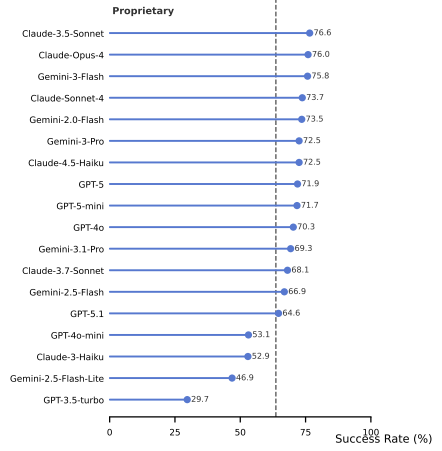 Proprietary
Claude-3.5-Sonnet 76.6
Claude-Opus-4 76.0
Gemini-3-Flash 75.8
Claude-Sonnet-4 73.7
Gemini-2.0-Flash 73.5
Gemini-3-Pro 72.5
Claude-4.5-Haiku 72.5
GPT-5 71.9
GPT-5-mini 71.7
GPT-4o 70.3
Gemini-3.1-Pro 69.3
Claude-3.7-Sonnet 68.1
Gemini-2.5-Flash 66.9
GPT-5.1 64.6
GPT-4o-mini 53.1
Claude-3-Haiku 52.9
Gemini-2.5-Flash-Lite 46.9
GPT-3.5-turbo 29.7
0 25 50 75 100
Success Rate (%)